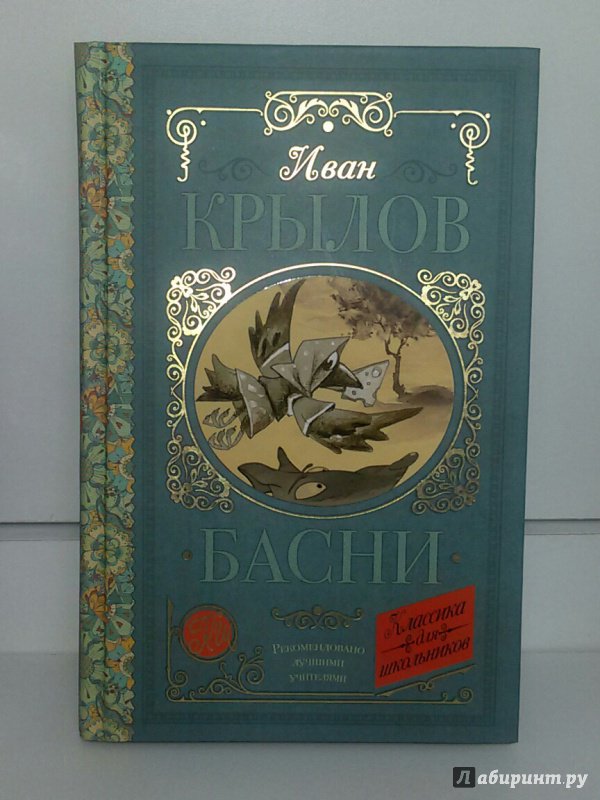 Иван
КРЫЛОВ
БАСНИ
РЕКОМЕНДОВАНО
ЛУЧШИМИ
УЧИТЕЛЯМИ
Классика
для
школьников
Лабиринт.ру